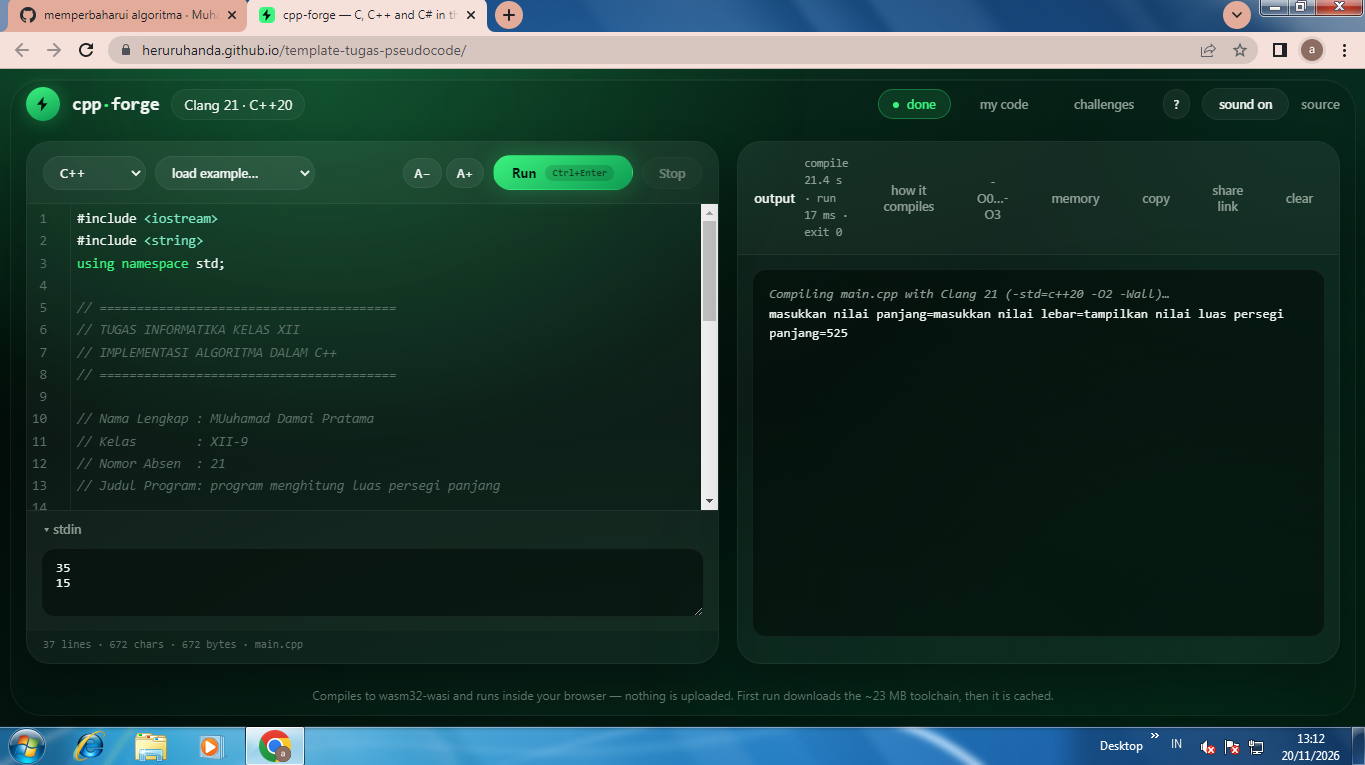 memperbaharui algoritma · Muha
cpp-forge — C, C++ and C# in th
heruruhanda.github.io/template-tugas-pseudocode/
a
cpp·forge
Clang 21 · C++20
done
my code
challenges
?
sound on
source
C++
load example...
A−
A+
Run Ctrl+Enter
Stop
1 #include <iostream>
2 #include <string>
3 using namespace std;
4
5 // ========================================
6 // TUGAS INFORMATIKA KELAS XII
7 // IMPLEMENTASI ALGORITMA DALAM C++
8 // ========================================
9
10 // Nama Lengkap : MUuhamad Damai Pratama
11 // Kelas        : XII-9
12 // Nomor Absen  : 21
13 // Judul Program: program menghitung luas persegi panjang
14
stdin
35
15
37 lines · 672 chars · 672 bytes · main.cpp
output
compile
21.4 s
· run
17 ms ·
exit 0
how it
compiles
-
O0…-
O3
memory
copy
share
link
clear
Compiling main.cpp with Clang 21 (-std=c++20 -O2 -Wall)…
masukkan nilai panjang=masukkan nilai lebar=tampilkan nilai luas persegi
panjang=525
Compiles to wasm32-wasi and runs inside your browser — nothing is uploaded. First run downloads the ~23 MB toolchain, then it is cached.
a
Desktop
»
IN
13:12
20/11/2026